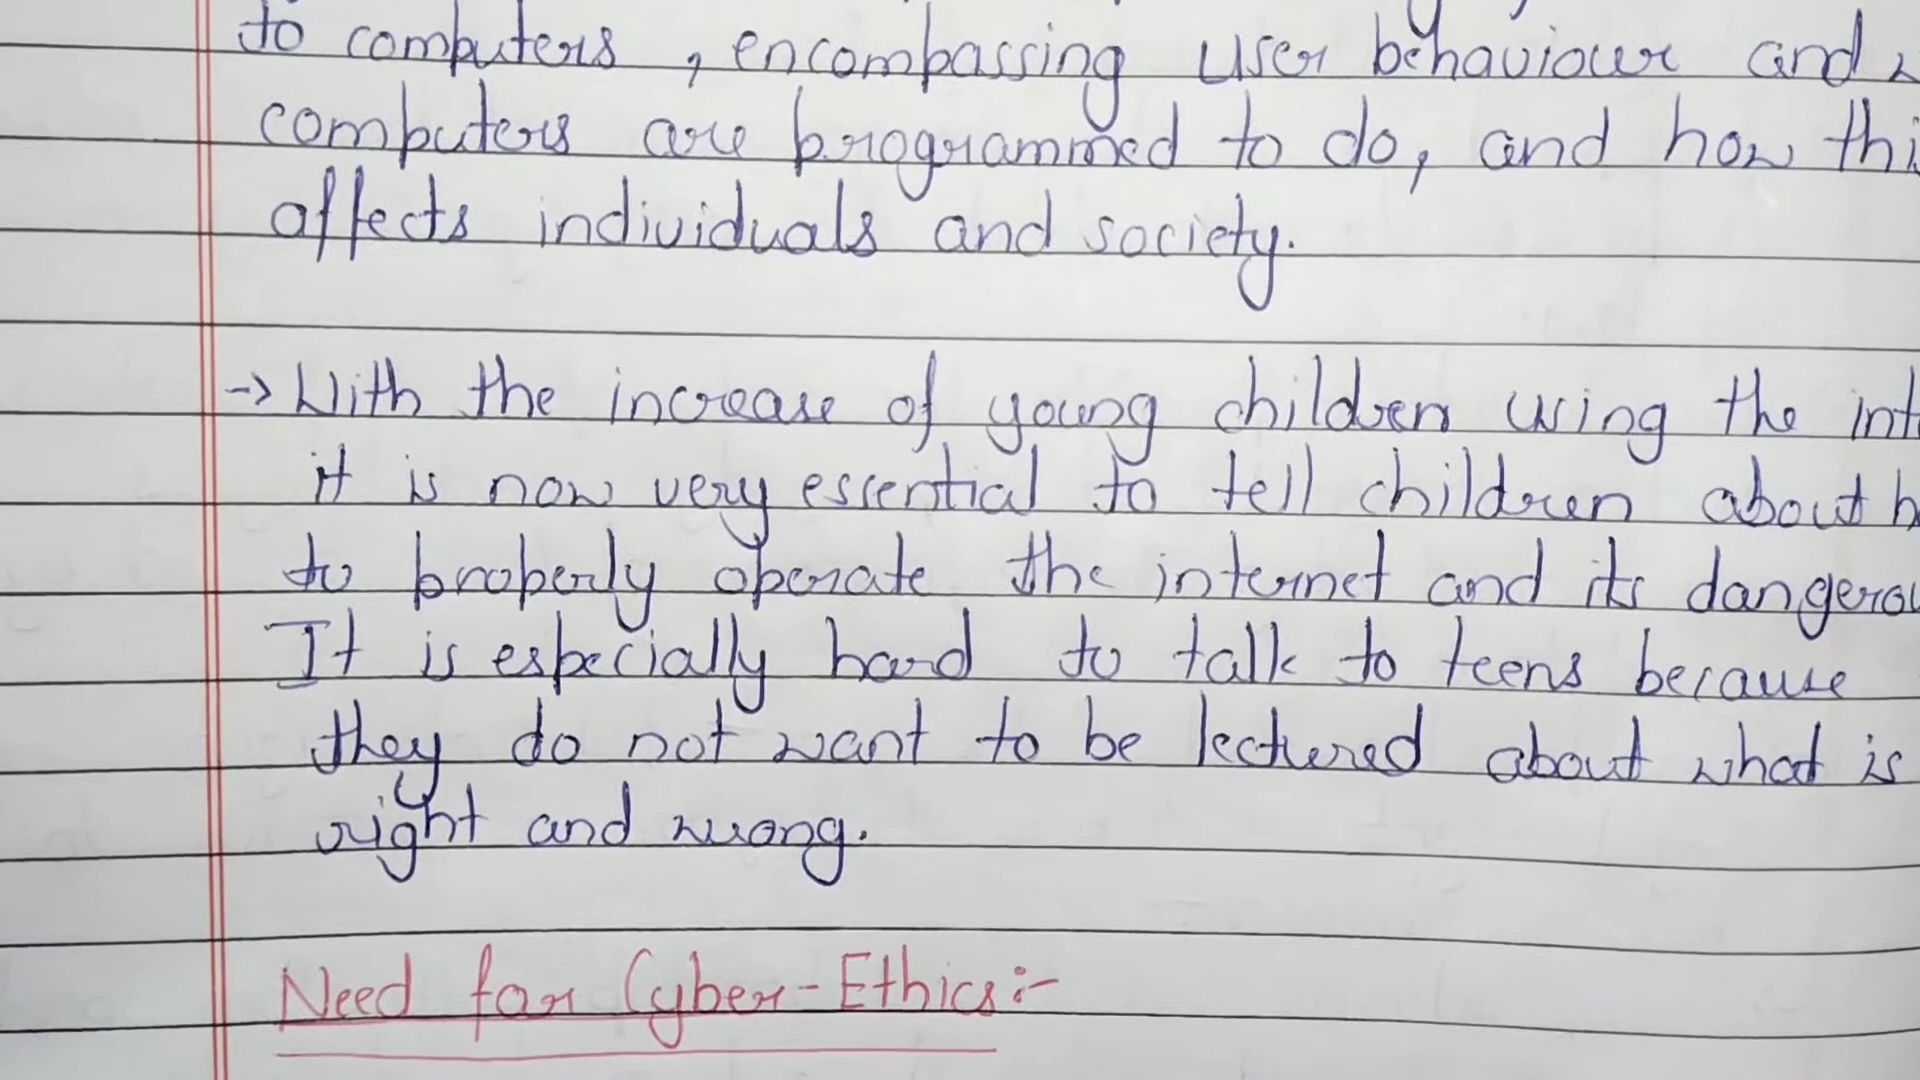 to computers, encompassing user behaviour and
computers are programmed to do, and how thi
affects individuals and society.
→ With the increase of young children using the int
it is now very essential to tell children about h
to properly operate the internet and its dangerou
It is especially hard to talk to teens because
they do not want to be lectured about what is
right and wrong.
Need for Cyber-Ethics:-